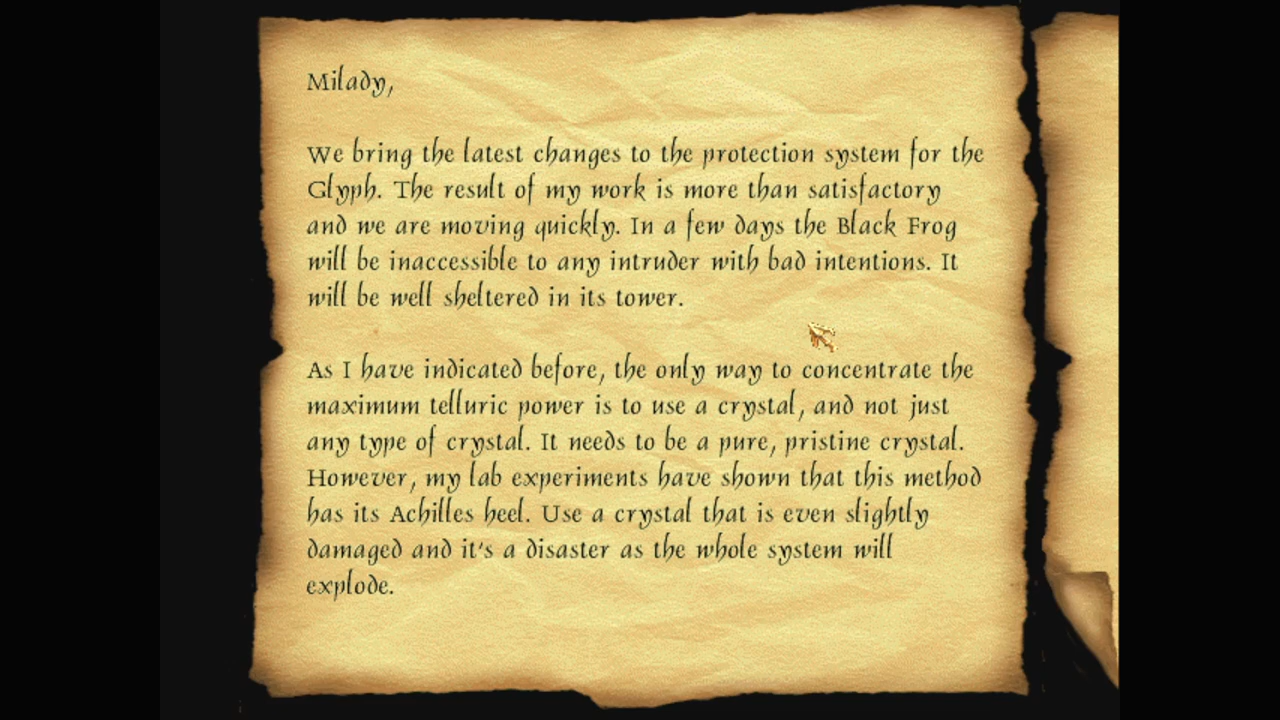 Milady,
We bring the latest changes to the protection system for the
Glyph. The result of my work is more than satisfactory
and we are moving quickly. In a few days the Black Frog
will be inaccessible to any intruder with bad intentions. It
will be well sheltered in its tower.
As I have indicated before, the only way to concentrate the
maximum telluric power is to use a crystal, and not just
any type of crystal. It needs to be a pure, pristine crystal.
However, my lab experiments have shown that this method
has its Achilles heel. Use a crystal that is even slightly
damaged and it's a disaster as the whole system will
explode.